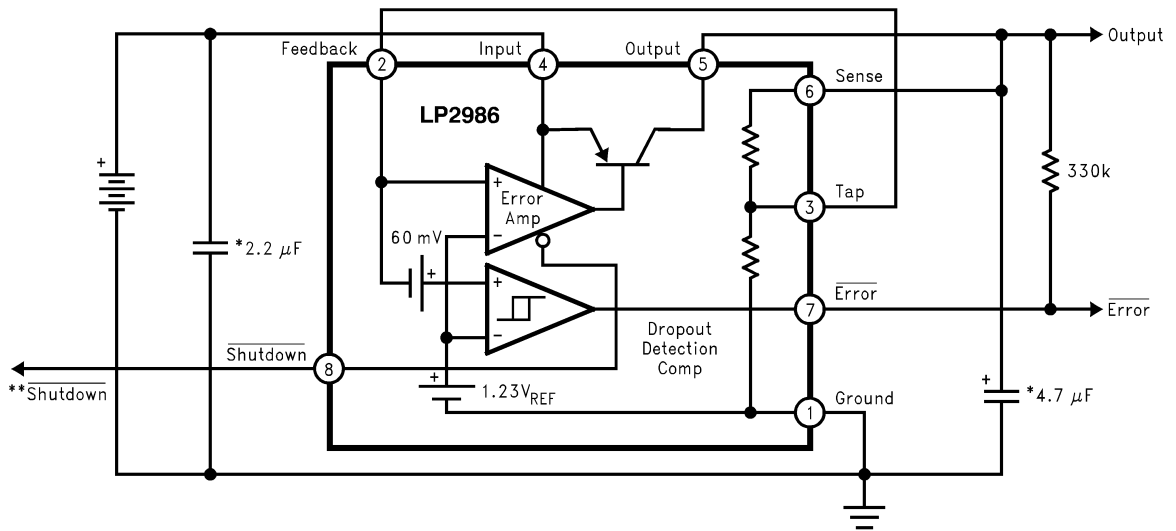 Feedback
Input
Output
Output
2
4
5
Sense
6
LP2986
+
+
Error
Amp
−
330k
Tap
3
60 mV
*2.2 μF
+
+
−
Error
7
Error
Dropout
Detection
Comp
Shutdown
8
**Shutdown
+
1.23VREF
+
*4.7 μF
Ground
1